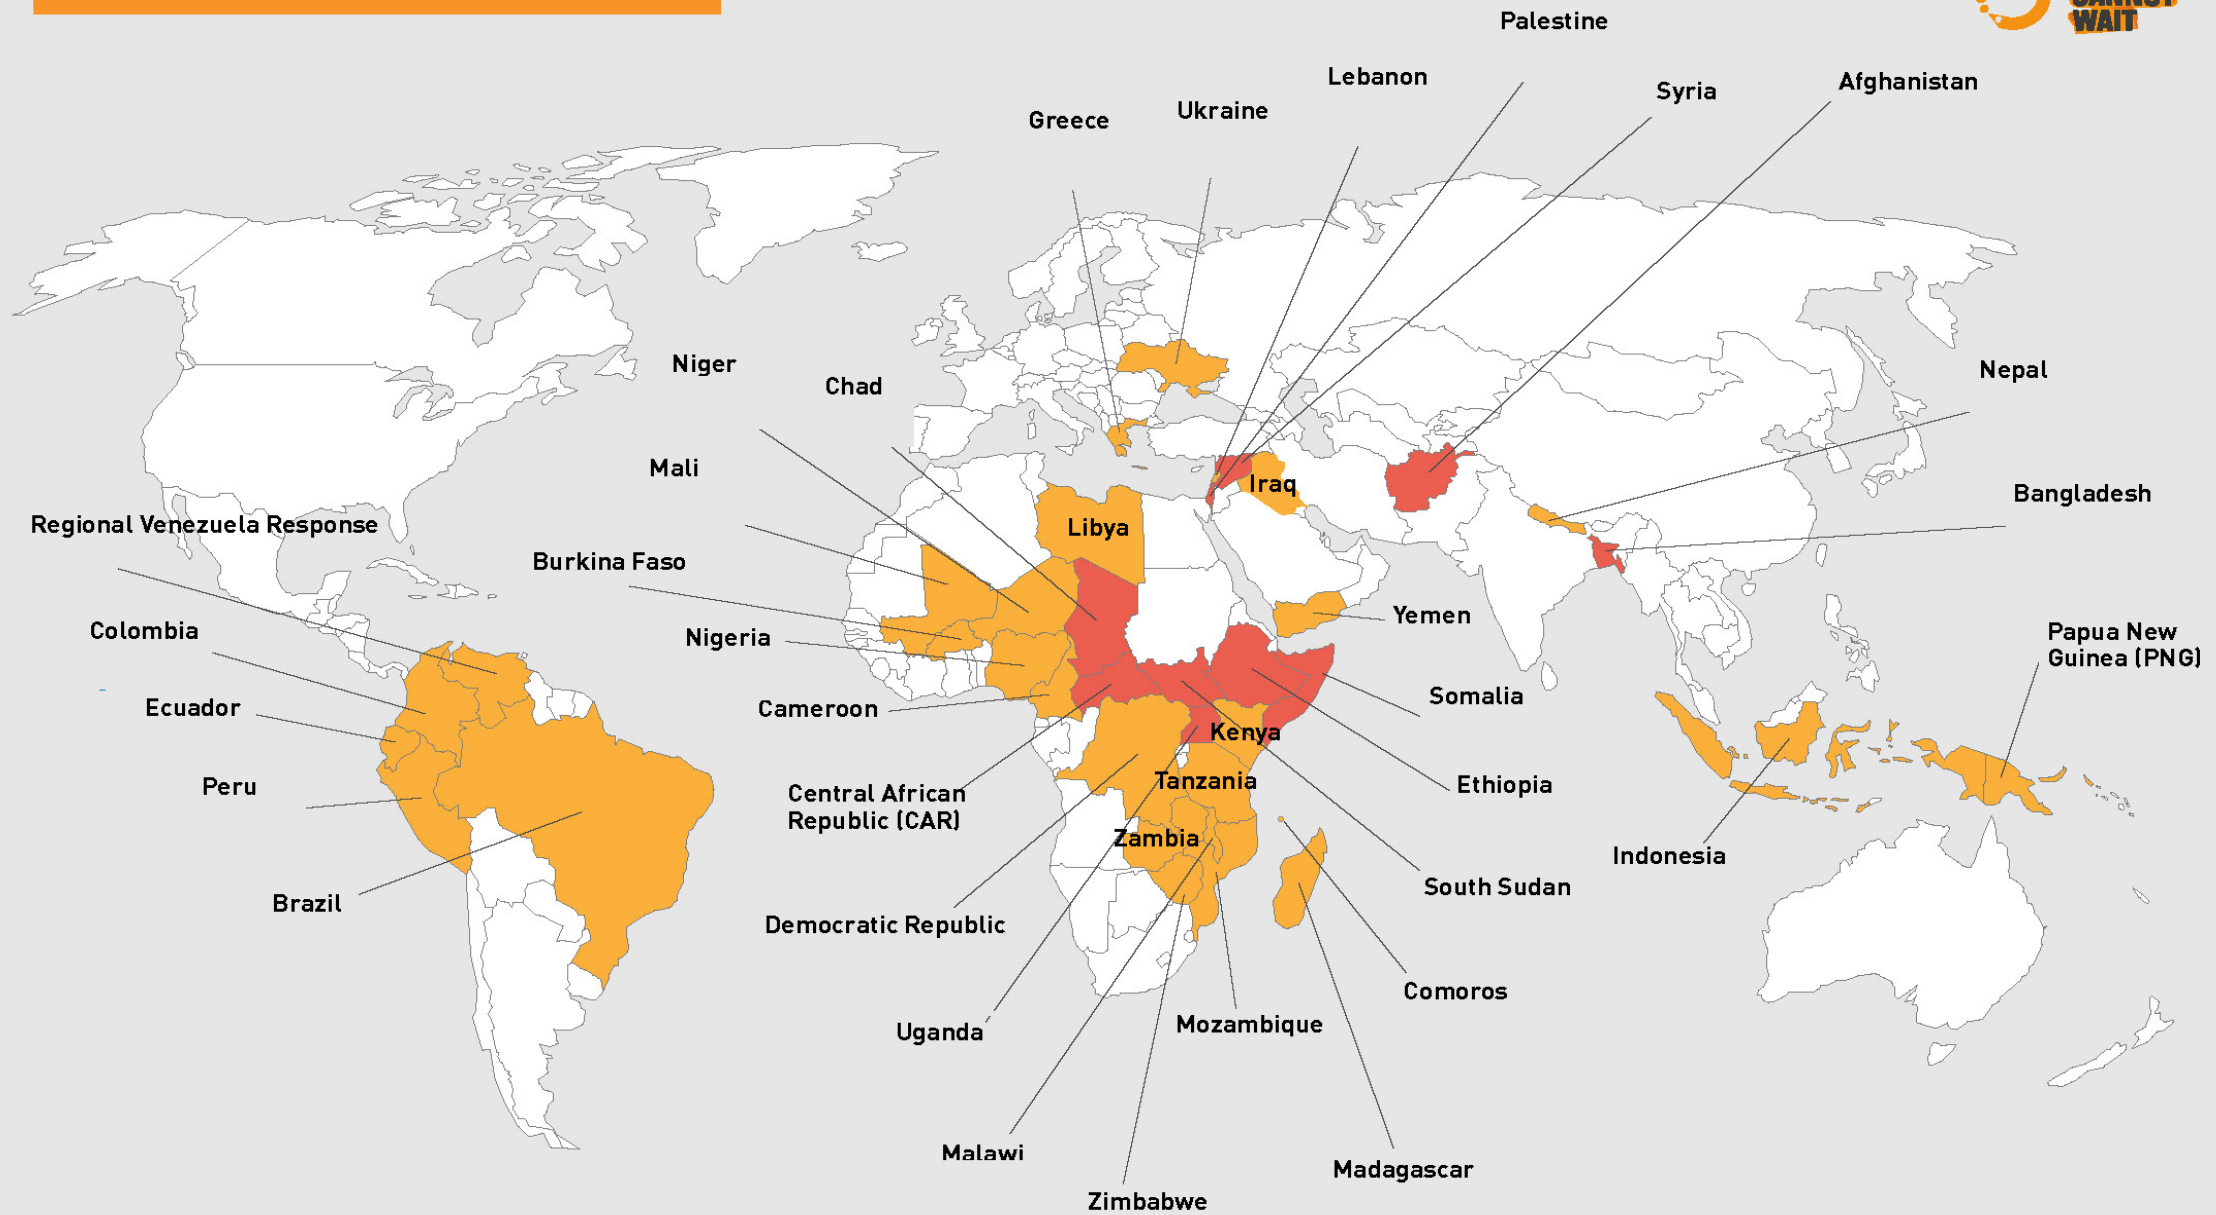 WAIT
Palestine
Lebanon
Syria
Afghanistan
Greece
Ukraine
Niger
Chad
Nepal
Mali
Iraq
Bangladesh
Regional Venezuela Response
Libya
Burkina Faso
Yemen
Colombia
Nigeria
Papua New
Guinea (PNG)
Somalia
Ecuador
Cameroon
Kenya
Peru
Central African
Republic (CAR)
Tanzania
Ethiopia
Zambia
Indonesia
South Sudan
Brazil
Democratic Republic
Comoros
Uganda
Mozambique
Malawi
Madagascar
Zimbabwe